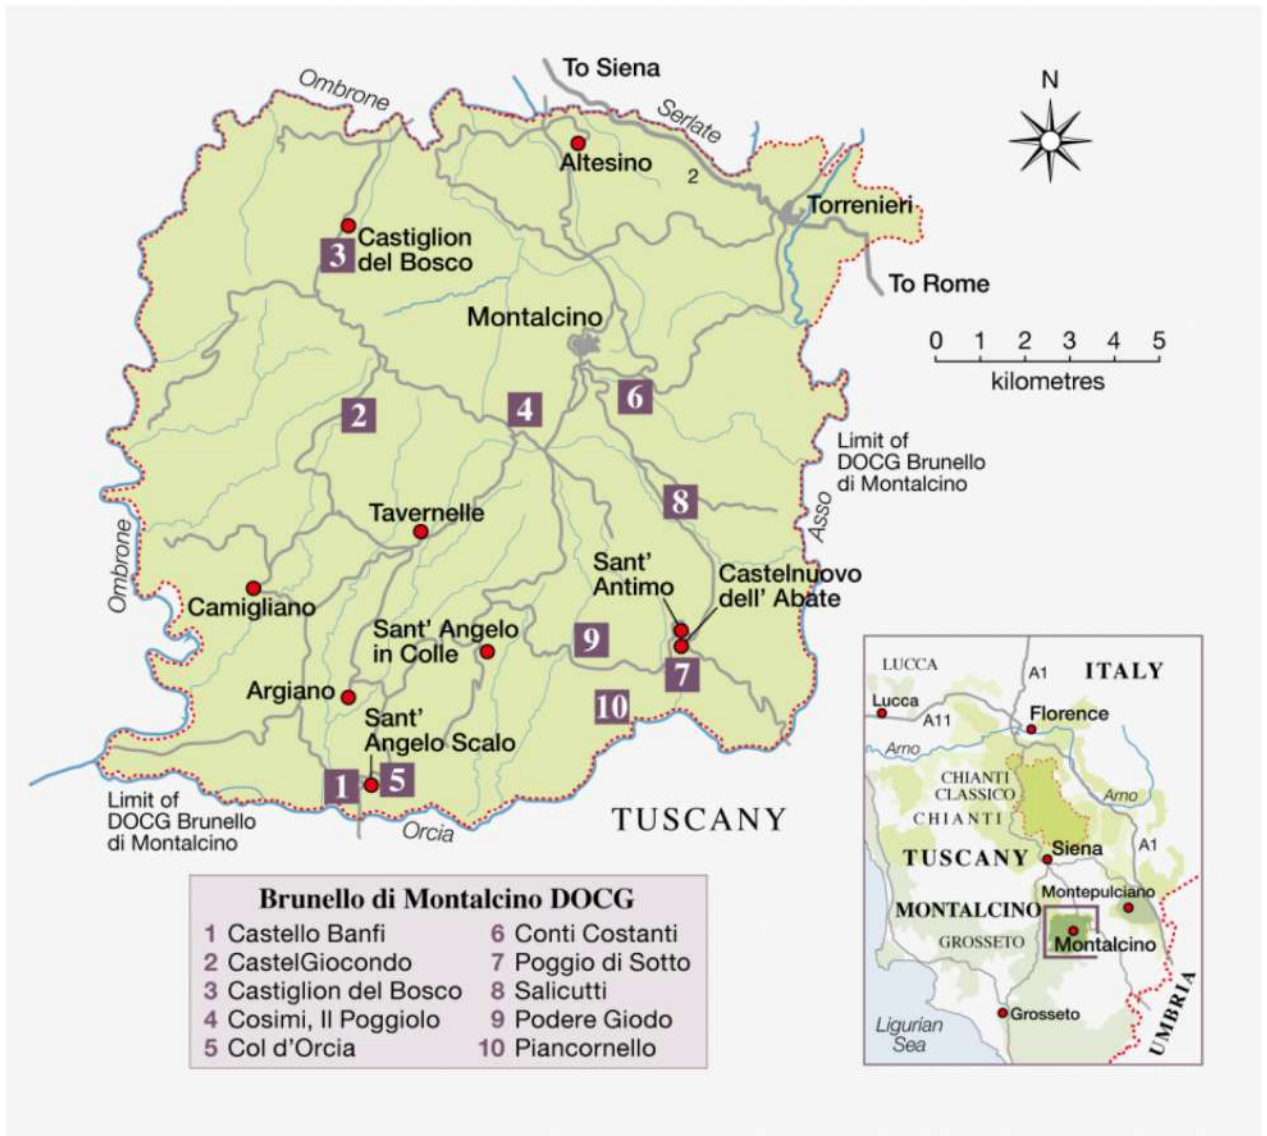 To Siena
Ombrone
Serlate
N
Altesino
2
Torrenieri
Castiglion
del Bosco
3
To Rome
Montalcino
0 1 2 3 4 5
kilometres
2
4
6
Limit of
DOCG Brunello
di Montalcino
8
Asso
Tavernelle
Ombrone
Sant'
Antimo
Castelnuovo
dell' Abate
Camigliano
Sant' Angelo
in Colle
9
7
Argiano
10
Sant'
Angelo Scalo
1
5
Limit of
DOCG Brunello
di Montalcino
Orcia
TUSCANY
Brunello di Montalcino DOCG
1 Castello Banfi
2 CastelGiocondo
3 Castiglion del Bosco
4 Cosimi, Il Poggiolo
5 Col d'Orcia
6 Conti Costanti
7 Poggio di Sotto
8 Salicutti
9 Podere Giodo
10 Piancornello
LUCCA
A1
ITALY
Lucca
A11
Florence
Arno
CHIANTI
CLASSICO
CHIANTI
Arno
A1
Siena
TUSCANY
Montepulciano
MONTALCINO
GROSSETO
Montalcino
Grosseto
Ligurian
Sea
UMBRIA